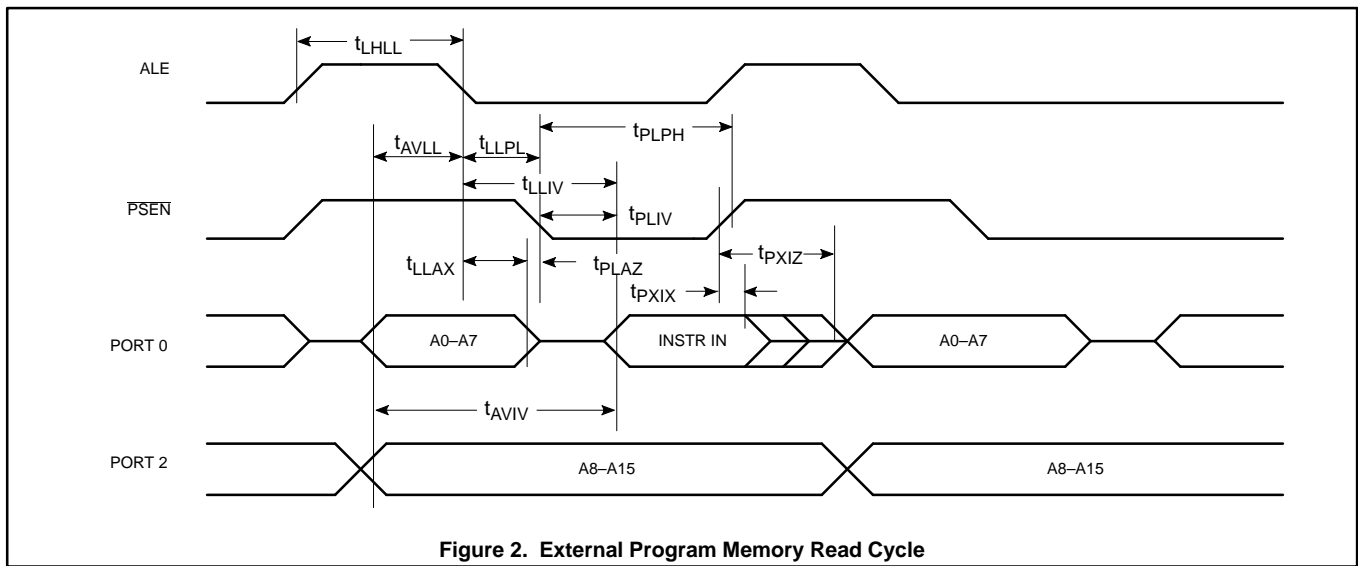 tLHLL
ALE
tPLPH
tAVLL
tLLPL
tLLIV
PSEN
tPLIV
tLLAX
tPLAZ
tPXIZ
tPXIX
PORT 0
A0–A7
INSTR IN
A0–A7
tAVIV
PORT 2
A8–A15
A8–A15
Figure 2. External Program Memory Read Cycle